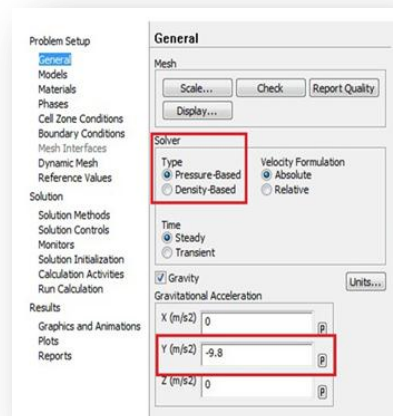 Problem Setup
General
Models
Materials
Phases
Cell Zone Conditions
Boundary Conditions
Mesh Interfaces
Dynamic Mesh
Reference Values
Solution
Solution Methods
Solution Controls
Monitors
Solution Initialization
Calculation Activities
Run Calculation
Results
Graphics and Animations
Plots
Reports
General
Mesh
Scale... Check Report Quality
Display...
Solver
Type Velocity Formulation
Pressure-Based Absolute
Density-Based Relative
Time
Steady
Transient
Gravity Units...
Gravitational Acceleration
X (m/s2) 0 P
Y (m/s2) -9.8 P
Z (m/s2) 0 P